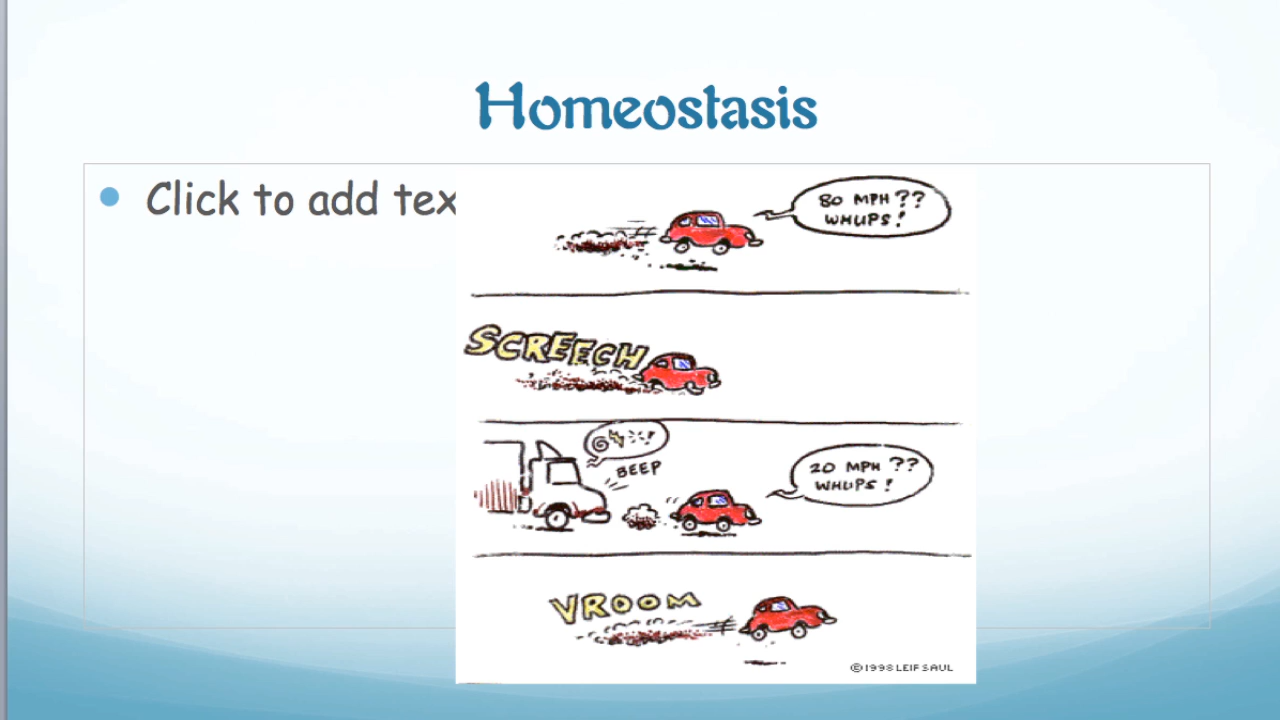 Homeostasis
Click to add tex
80 MPH ??
WHUPS!
SCREECH
BEEP
20 MPH ??
WHUPS!
VROOM
©1998 LEIF SAUL